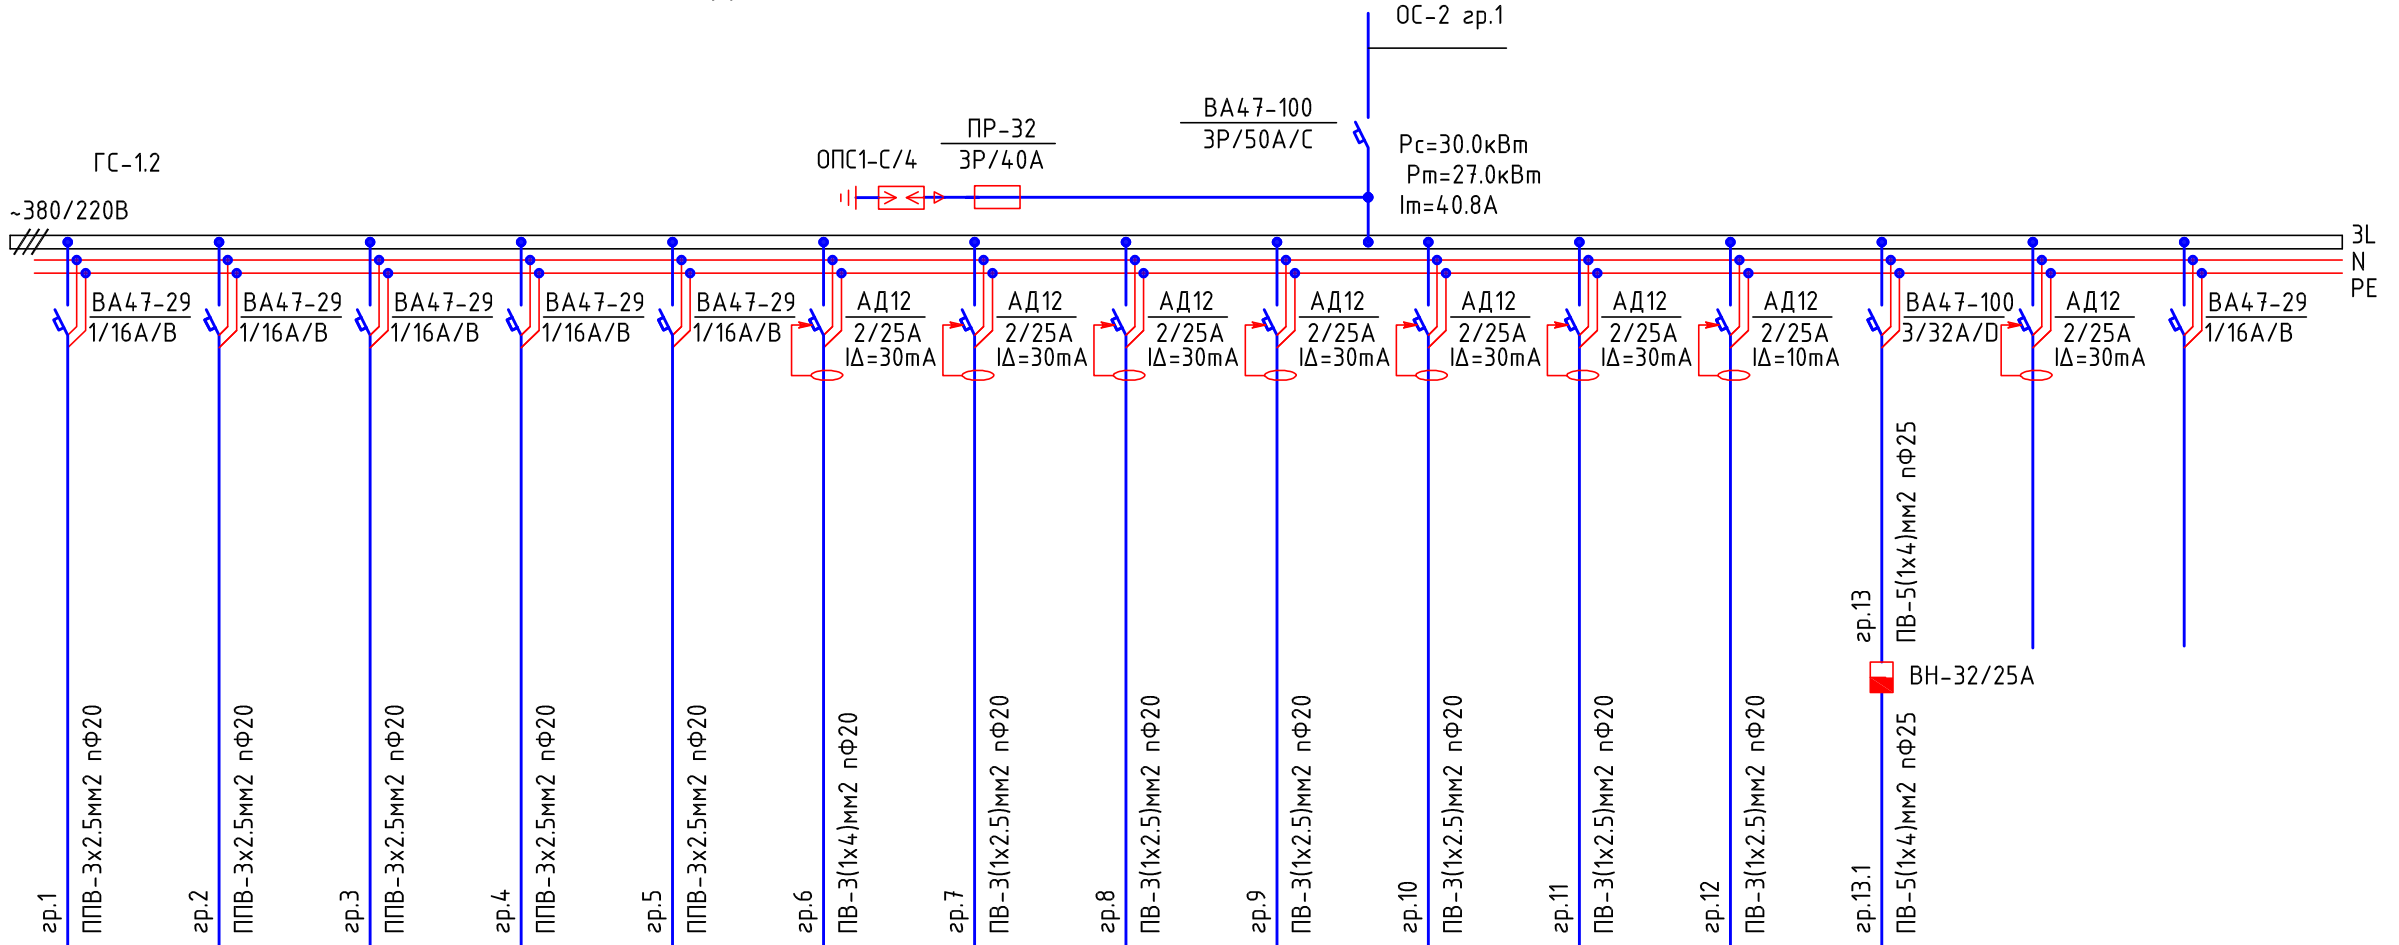 ОС-2 гр.1
ВА47-100
3Р/50А/С
ПР-32
3Р/40А
ОПС1-С/4
Рс=30.0кВт
Рт=27.0кВт
Iт=40.8А
ГС-1.2
~380/220В
3L
N
PE
ВА47-29
1/16А/В
ВА47-29
1/16А/В
ВА47-29
1/16А/В
ВА47-29
1/16А/В
ВА47-29
1/16А/В
АД12
2/25А
IΔ=30mA
АД12
2/25А
IΔ=30mA
АД12
2/25А
IΔ=30mA
АД12
2/25А
IΔ=30mA
АД12
2/25А
IΔ=30mA
АД12
2/25А
IΔ=30mA
АД12
2/25А
IΔ=10mA
ВА47-100
3/32А/D
АД12
2/25А
IΔ=30mA
ВА47-29
1/16А/В
гр.13
ПВ-5(1х4)мм2 пФ25
ВН-32/25А
гр.1
ППВ-3х2.5мм2 пФ20
гр.2
ППВ-3х2.5мм2 пФ20
гр.3
ППВ-3х2.5мм2 пФ20
гр.4
ППВ-3х2.5мм2 пФ20
гр.5
ППВ-3х2.5мм2 пФ20
гр.6
ПВ-3(1х4)мм2 пФ20
гр.7
ПВ-3(1х2.5)мм2 пФ20
гр.8
ПВ-3(1х2.5)мм2 пФ20
гр.9
ПВ-3(1х2.5)мм2 пФ20
гр.10
ПВ-3(1х2.5)мм2 пФ20
гр.11
ПВ-3(1х2.5)мм2 пФ20
гр.12
ПВ-3(1х2.5)мм2 пФ20
гр.13.1
ПВ-5(1х4)мм2 пФ25